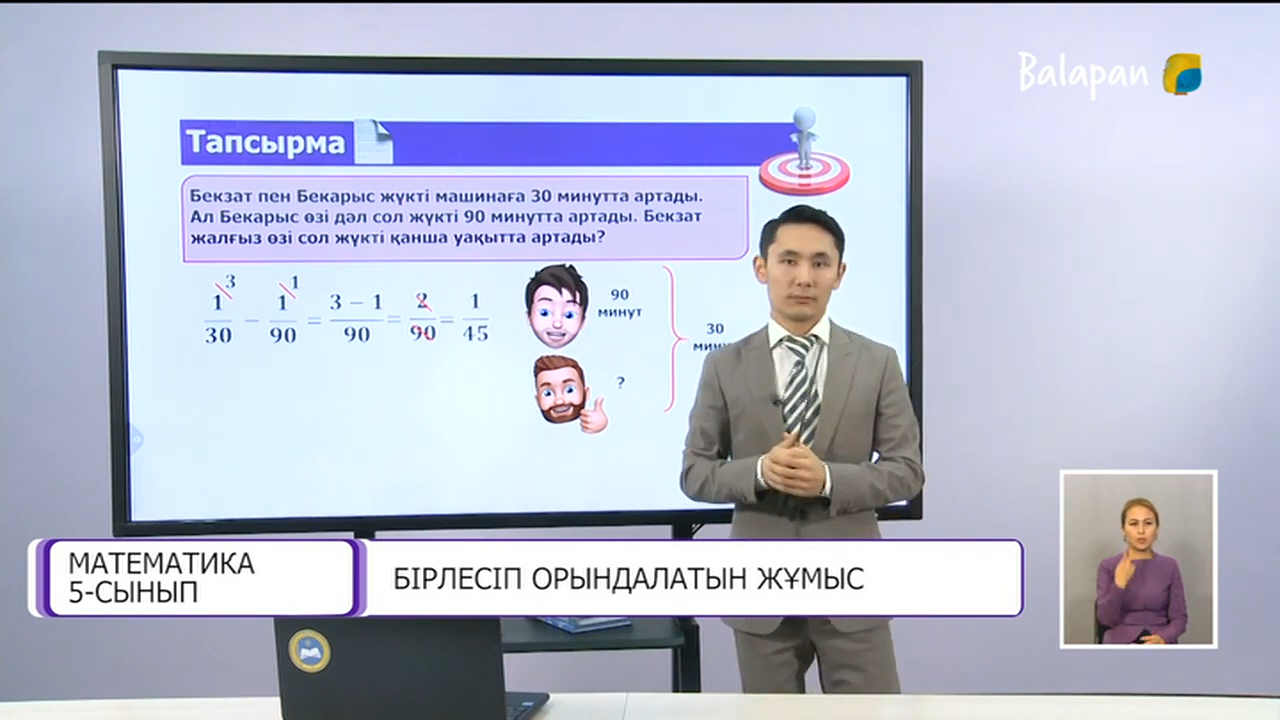 Balapan
Тапсырма
Бекзат пен Бекарыс жүкті машинаға 30 минутта артады.
Ал Бекарыс өзі дәл сол жүкті 90 минутта артады. Бекзат
жалғыз өзі сол жүкті қанша уақытта артады?
3 1
1 1 3 − 1 2 1
— − — = — = — = —
30 90 90 90 45
90
минут
30
?
МАТЕМАТИКА
5-СЫНЫП
БІРЛЕСІП ОРЫНДАЛАТЫН ЖҰМЫС